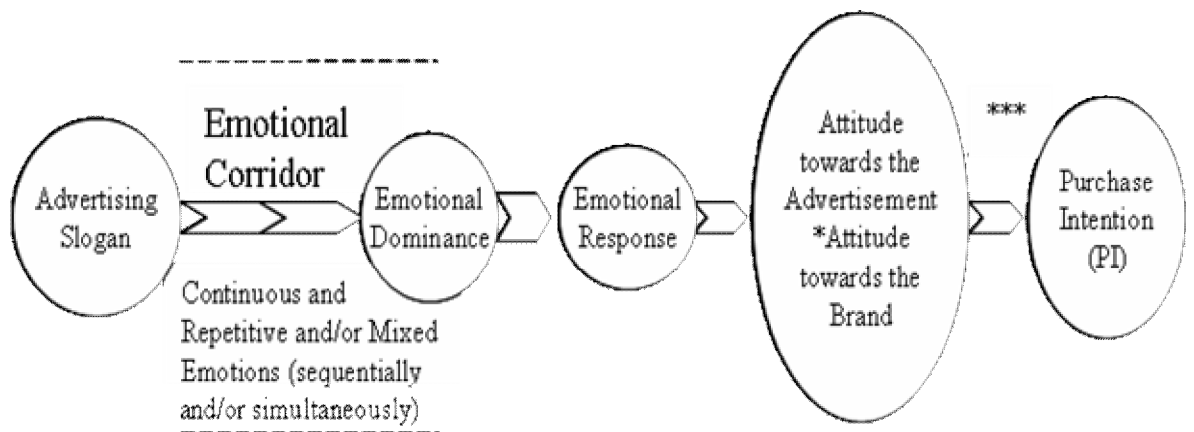 Advertising
Slogan
Emotional
Corridor
Continuous and
Repetitive and/or Mixed
Emotions (sequentially
and/or simultaneously)
Emotional
Dominance
Emotional
Response
Attitude
towards the
Advertisement
*Attitude
towards the
Brand
***
Purchase
Intention
(PI)